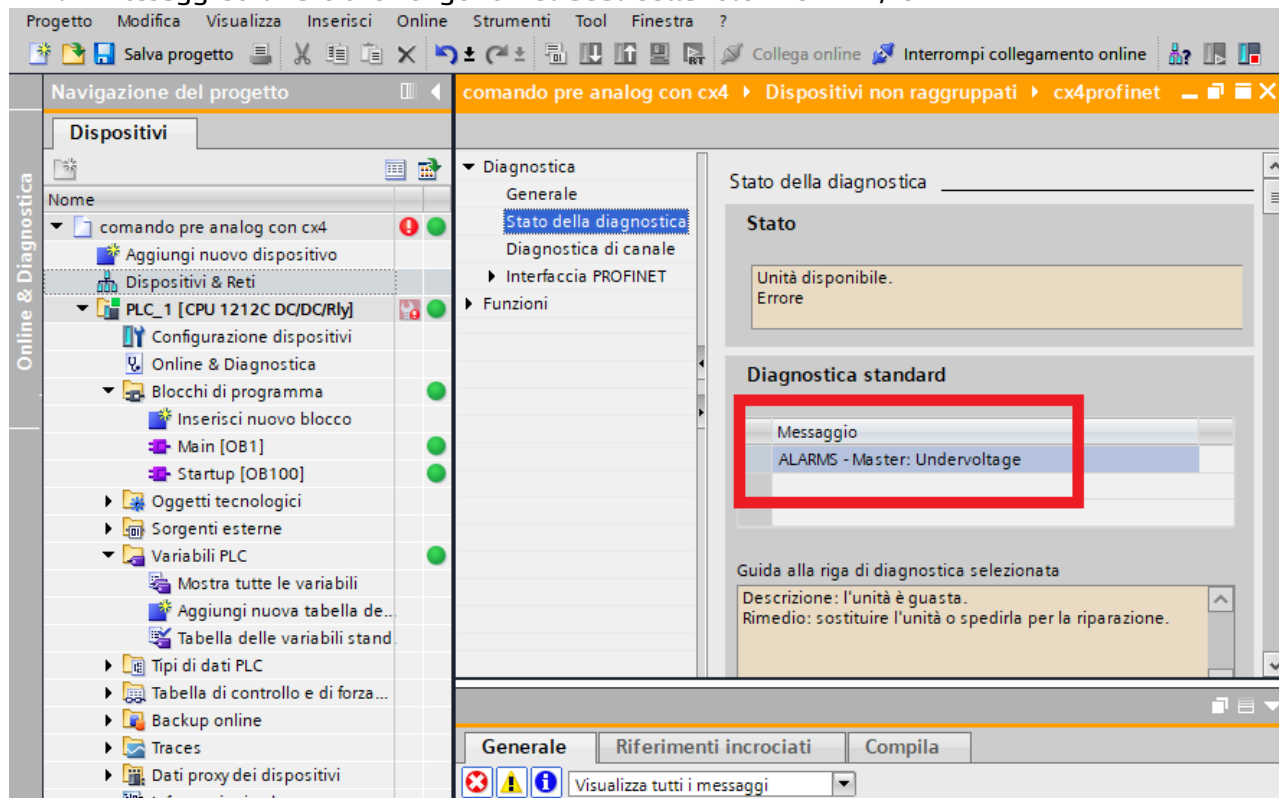 Progetto Modifica Visualizza Inserisci Online Strumenti Tool Finestra ?
Salva progetto Collega online Interrompi collegamento online
Navigazione del progetto
comando pre analog con cx4 Dispositivi non raggruppati cx4profinet
Dispositivi
Online & Diagnostica
Nome
comando pre analog con cx4
Aggiungi nuovo dispositivo
Dispositivi & Reti
PLC_1 [CPU 1212C DC/DC/Rly]
Configurazione dispositivi
Online & Diagnostica
Blocchi di programma
Inserisci nuovo blocco
Main [OB1]
Startup [OB100]
Oggetti tecnologici
Sorgenti esterne
Variabili PLC
Mostra tutte le variabili
Aggiungi nuova tabella de...
Tabella delle variabili stand
Tipi di dati PLC
Tabella di controllo e di forza...
Backup online
Traces
Dati proxy dei dispositivi
Diagnostica
Generale
Stato della diagnostica
Diagnostica di canale
Interfaccia PROFINET
Funzioni
Stato della diagnostica
Stato
Unità disponibile.
Errore
Diagnostica standard
Messaggio
ALARMS - Master: Undervoltage
Guida alla riga di diagnostica selezionata
Descrizione: l'unità è guasta.
Rimedio: sostituire l'unità o spedirla per la riparazione.
Generale Riferimenti incrociati Compila
Visualizza tutti i messaggi